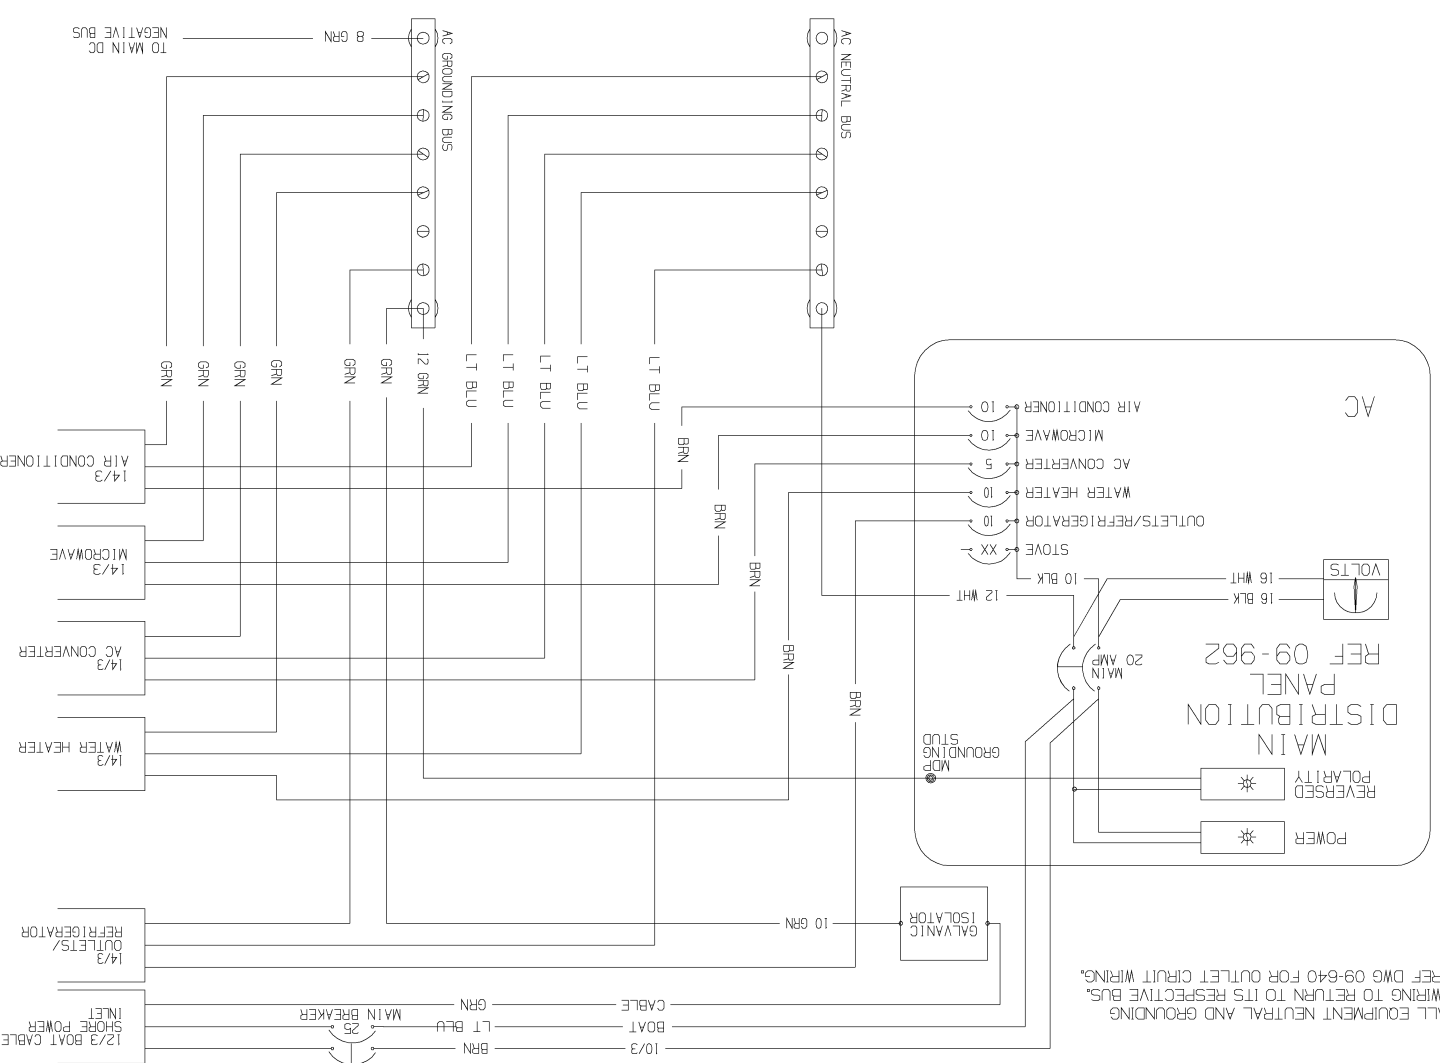 TO MAIN DC
NEGATIVE BUS
8 GRN
AC GROUNDING BUS
AC NEUTRAL BUS
GRN
GRN
GRN
GRN
GRN
GRN
12 GRN
LT BLU
LT BLU
LT BLU
LT BLU
LT BLU
BRN
BRN
BRN
BRN
BRN
14/3
AIR CONDITIONER
14/3
MICROWAVE
14/3
AC CONVERTER
14/3
WATER HEATER
14/3
OUTLETS/
REFRIGERATOR
12/3 BOAT CABLE
SHORE POWER
INLET
AC
10 AIR CONDITIONER
10 MICROWAVE
5 AC CONVERTER
10 WATER HEATER
10 OUTLETS/REFRIGERATOR
XX STOVE
10 BLK
12 WHT
16 WHT
16 BLK
VOLTS
MAIN
20 AMP
MAIN
DISTRIBUTION
PANEL
REF 09-962
MDP
GROUNDING
STUD
REVERSED
POLARITY
POWER
GALVANIC
ISOLATOR
10 GRN
GRN
CABLE
MAIN BREAKER
25
LT BLU
BOAT
BRN
10/3
ALL EQUIPMENT NEUTRAL AND GROUNDING
WIRING TO RETURN TO ITS RESPECTIVE BUS.
REF DWG 09-640 FOR OUTLET CIRUIT WIRING.